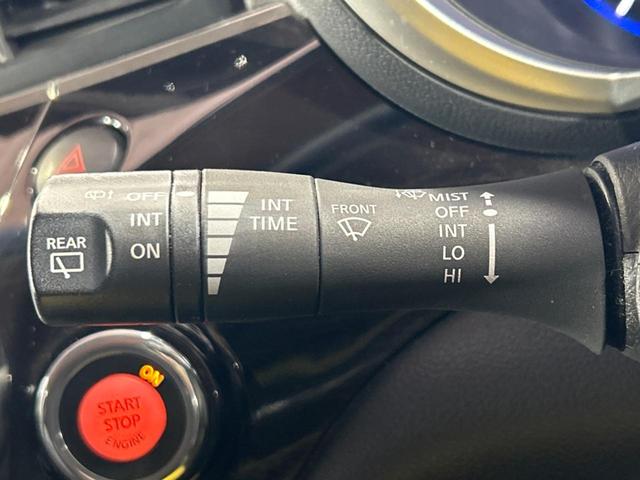 OFF
INT
ON
REAR
INT
TIME
FRONT
MIST
OFF
INT
LO
HI
ON
START
STOP
ENGINE